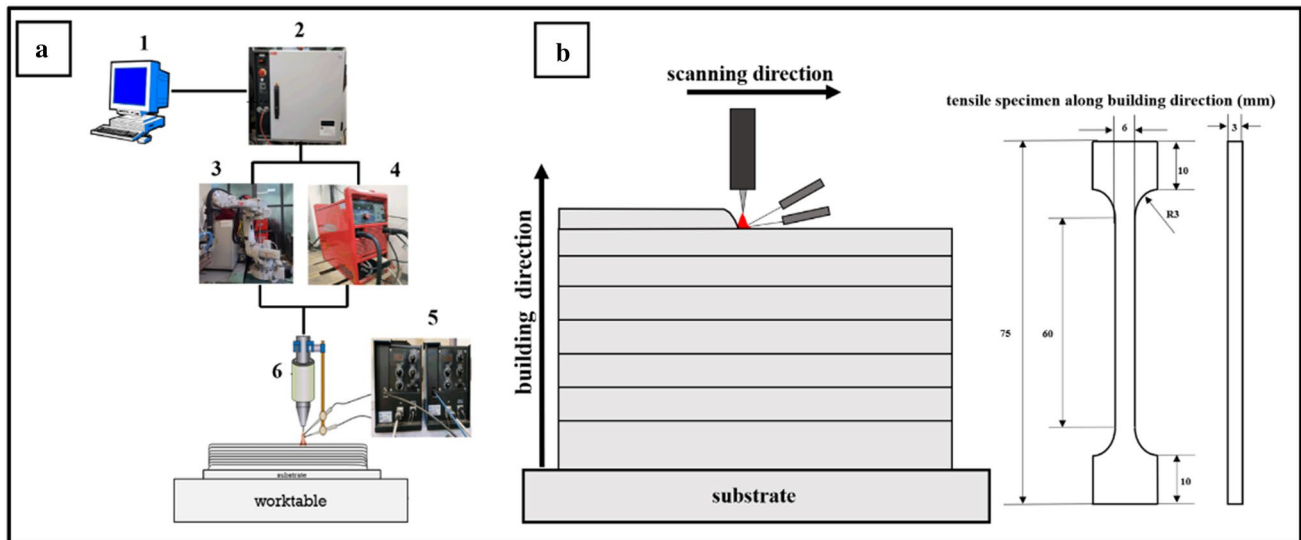 a
1
2
3
4
5
6
substrate
worktable
b
scanning direction
building direction
substrate
tensile specimen along building direction (mm)
6
3
10
R3
75
60
10